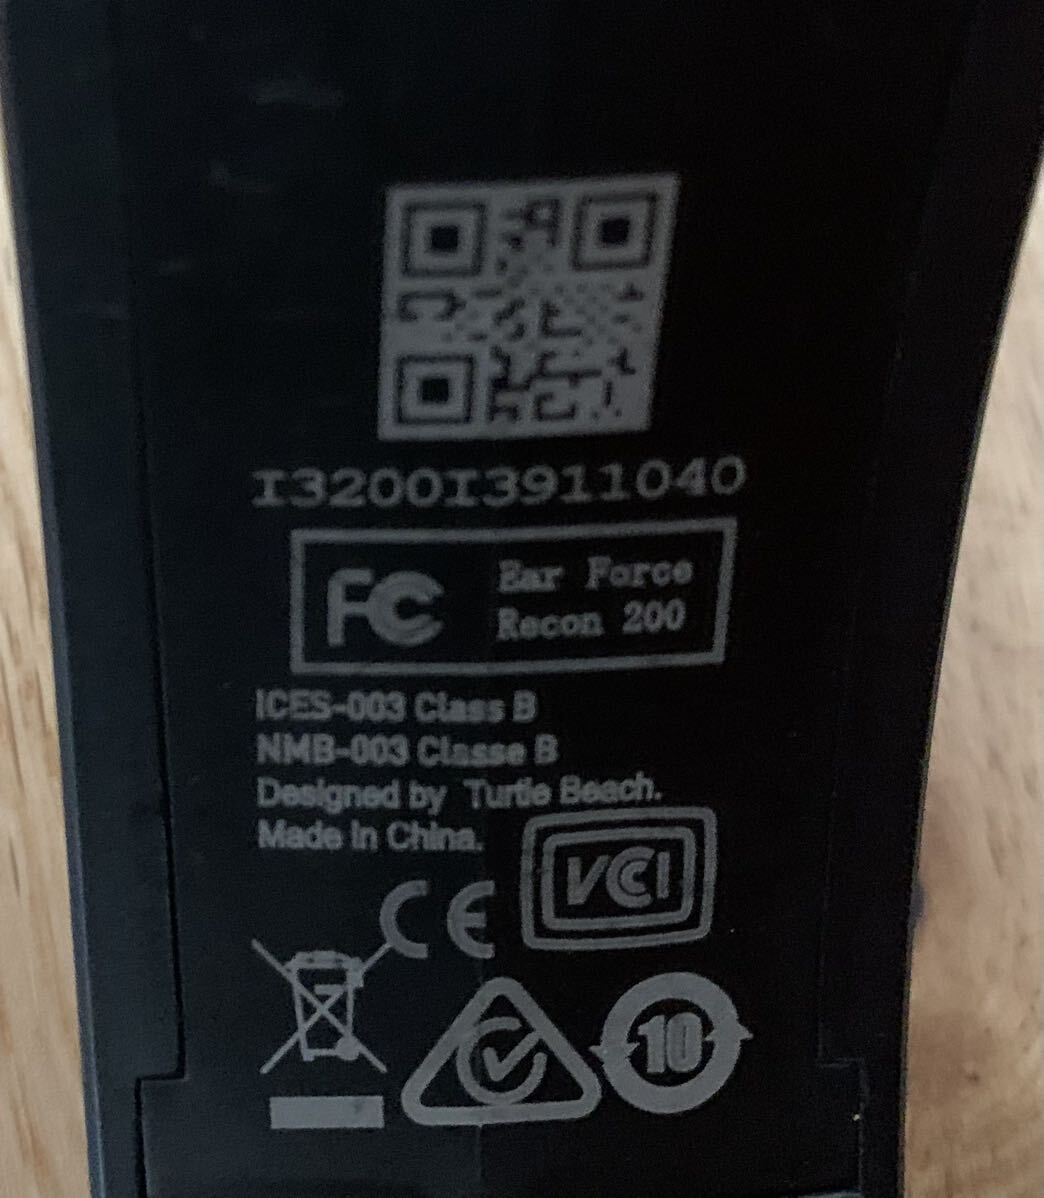 I3200I3911040
FC
Ear Force
Recon 200
ICES-003 Class B
NMB-003 Classe B
Designed by Turtle Beach.
Made in China.
VCCI
CE
10